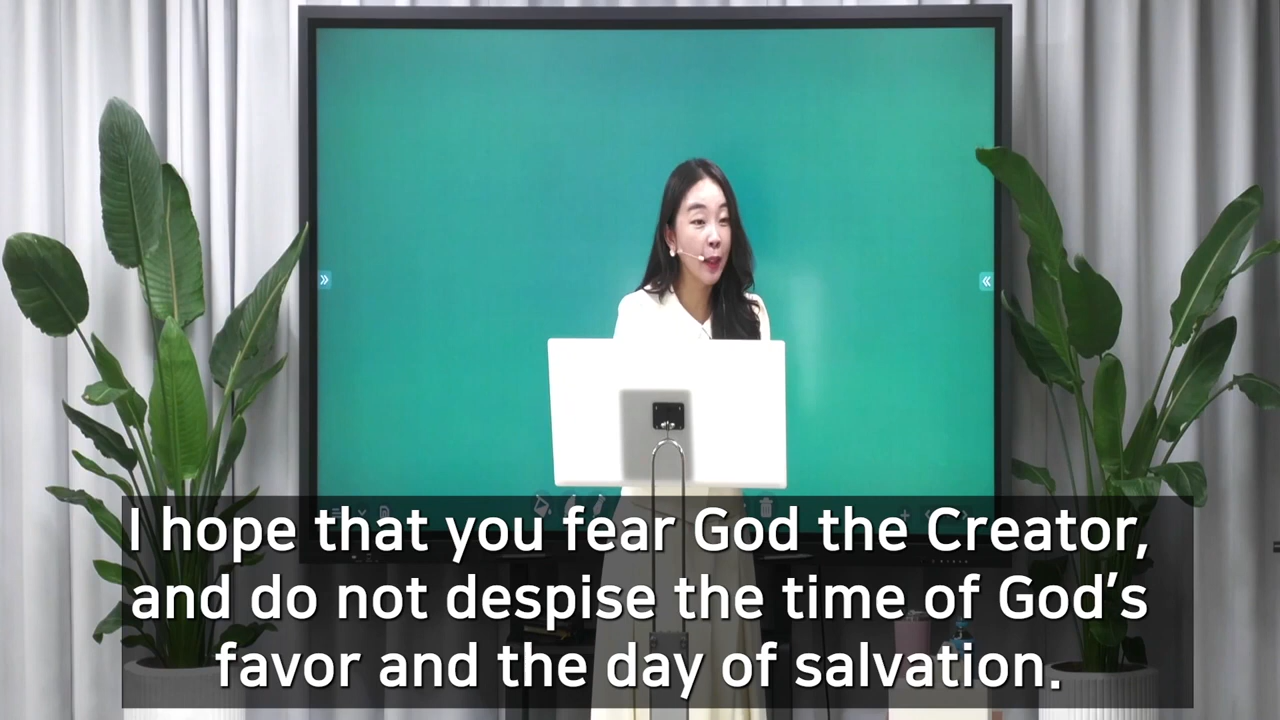 I hope that you fear God the Creator,
and do not despise the time of God's
favor and the day of salvation.